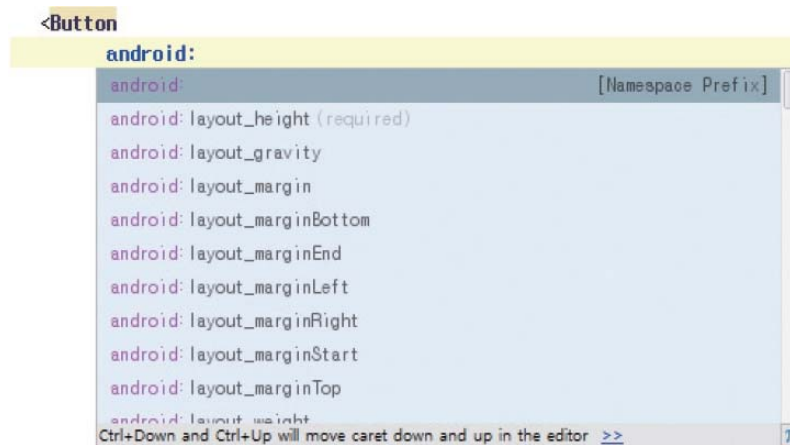 <Button
android:
android: [Namespace Prefix]
android:layout_height(required)
android:layout_gravity
android:layout_margin
android:layout_marginBottom
android:layout_marginEnd
android:layout_marginLeft
android:layout_marginRight
android:layout_marginStart
android:layout_marginTop
android:layout_weight
Ctrl+Down and Ctrl+Up will move caret down and up in the editor >>